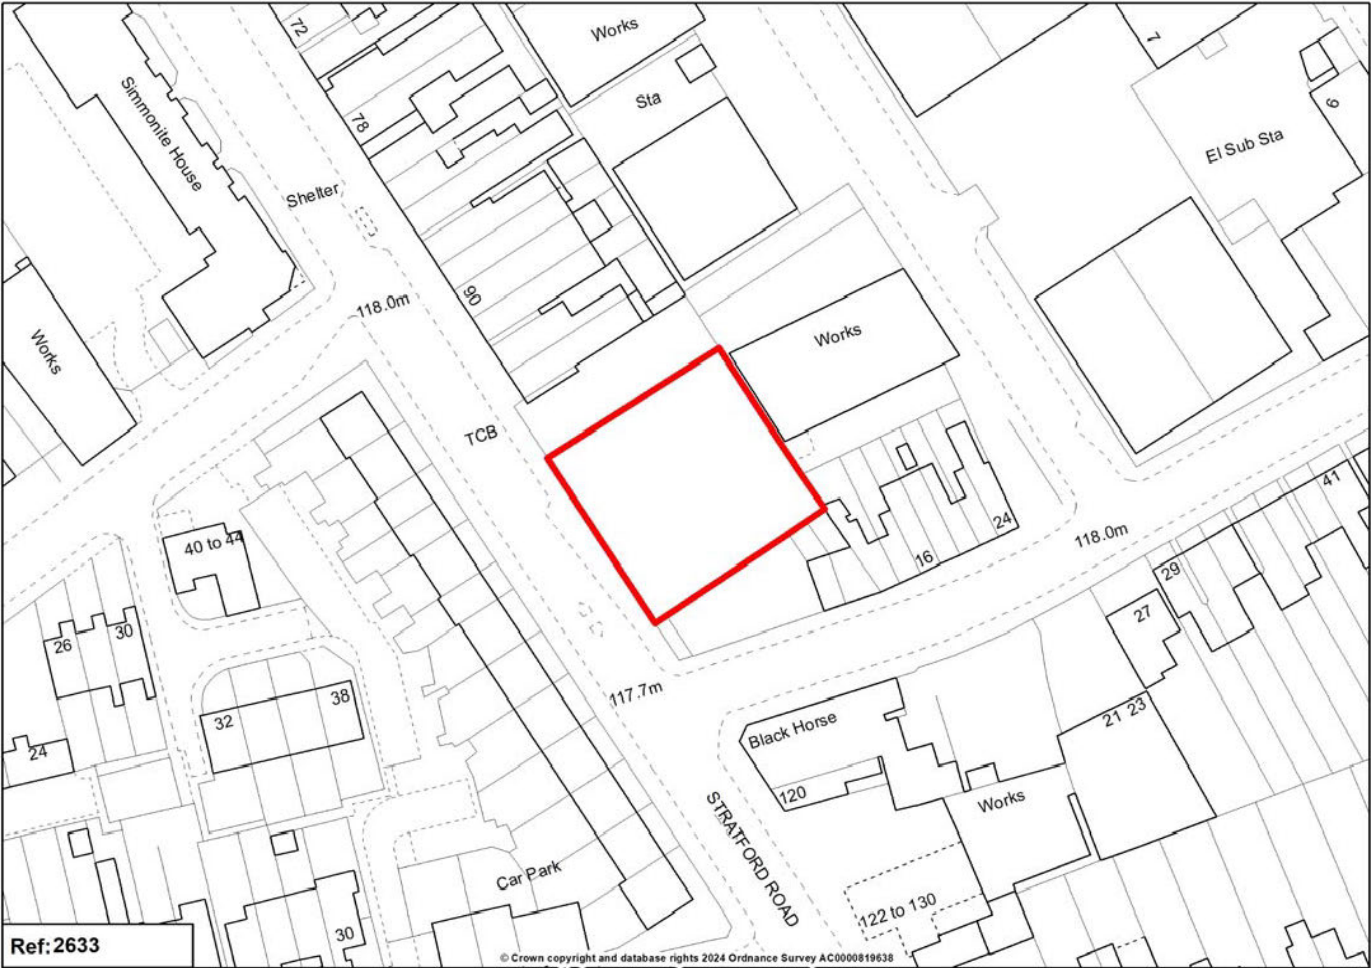 72
Works
7
Simmonite House
78
Sta
9
El Sub Sta
Shelter
90
118.0m
Works
Works
TCB
41
24
118.0m
40 to 44
16
29
26
30
27
38
117.7m
32
21 23
Black Horse
24
120
Works
STRATFORD ROAD
Car Park
122 to 130
30
Ref: 2633
© Crown copyright and database rights 2024 Ordnance Survey AC0000819638